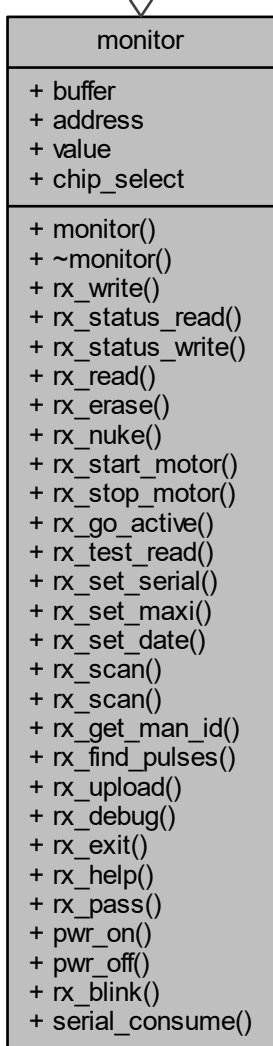 monitor
+ buffer
+ address
+ value
+ chip_select
+ monitor()
+ ~monitor()
+ rx_write()
+ rx_status_read()
+ rx_status_write()
+ rx_read()
+ rx_erase()
+ rx_nuke()
+ rx_start_motor()
+ rx_stop_motor()
+ rx_go_active()
+ rx_test_read()
+ rx_set_serial()
+ rx_set_maxi()
+ rx_set_date()
+ rx_scan()
+ rx_scan()
+ rx_get_man_id()
+ rx_find_pulses()
+ rx_upload()
+ rx_debug()
+ rx_exit()
+ rx_help()
+ rx_pass()
+ pwr_on()
+ pwr_off()
+ rx_blink()
+ serial_consume()